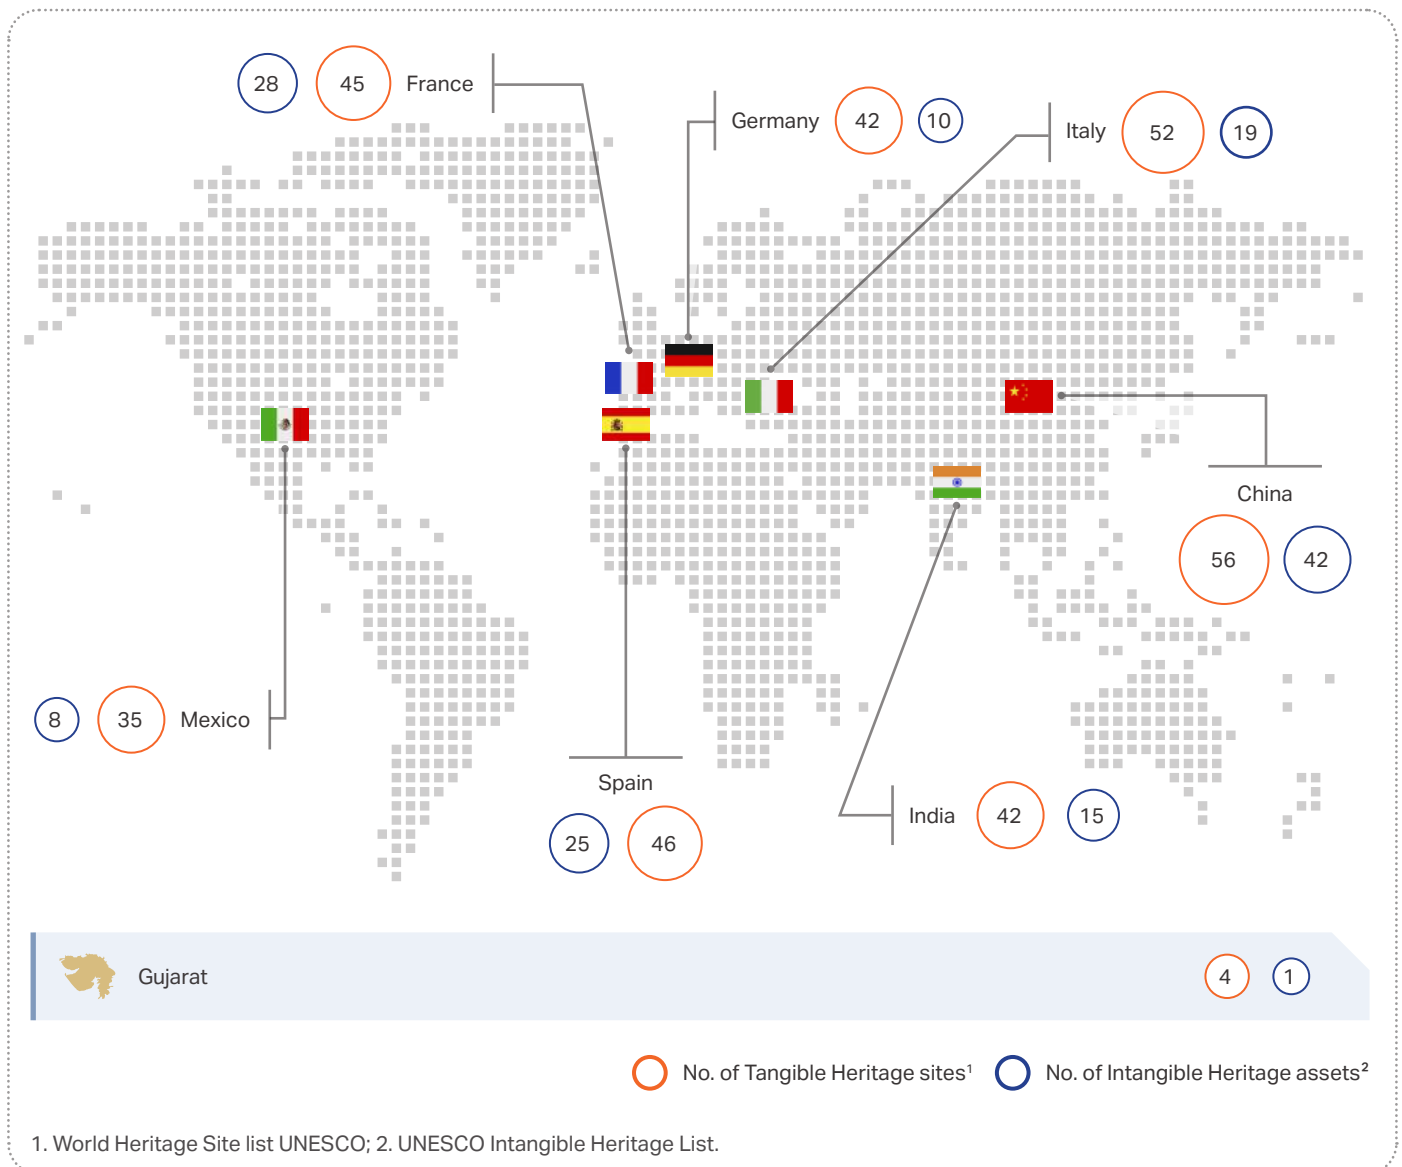 28 45 France
Germany 42 10
Italy 52 19
China
56 42
8 35 Mexico
Spain
25 46
India 42 15
Gujarat 4 1
No. of Tangible Heritage sites¹ No. of Intangible Heritage assets²
1. World Heritage Site list UNESCO; 2. UNESCO Intangible Heritage List.